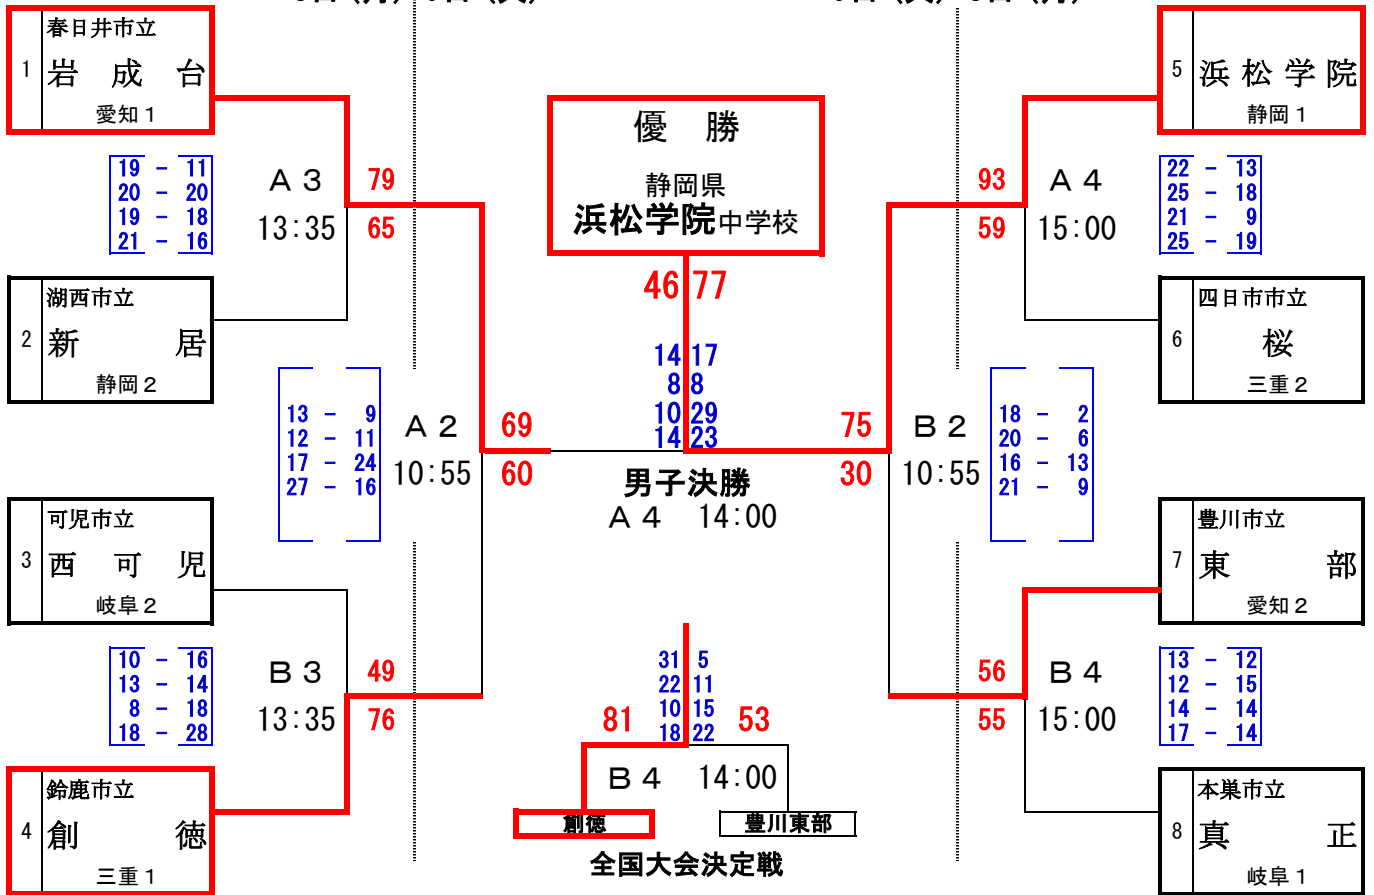 春日井市立
1
岩成台
愛知1
19 - 11
20 - 20
19 - 18
21 - 16
A3
13:35
79
65
湖西市立
2
新居
静岡2
13 - 9
12 - 11
17 - 24
27 - 16
A2
10:55
69
60
可児市立
3
西可児
岐阜2
10 - 16
13 - 14
8 - 18
18 - 28
B3
13:35
49
76
鈴鹿市立
4
創徳
三重1
優勝
静岡県
浜松学院中学校
46 77
14 17
8 8
10 29
14 23
男子決勝
A4 14:00
31 5
22 11
10 15
18 22
81 53
B4 14:00
創徳 豊川東部
全国大会決定戦
5
浜松学院
静岡1
93
59
A4
15:00
22 - 13
25 - 18
21 - 9
25 - 19
四日市市立
6
桜
三重2
75
30
B2
10:55
18 - 2
20 - 6
16 - 13
21 - 9
豊川市立
7
東部
愛知2
56
55
B4
15:00
13 - 12
12 - 15
14 - 14
17 - 14
本巣市立
8
真正
岐阜1